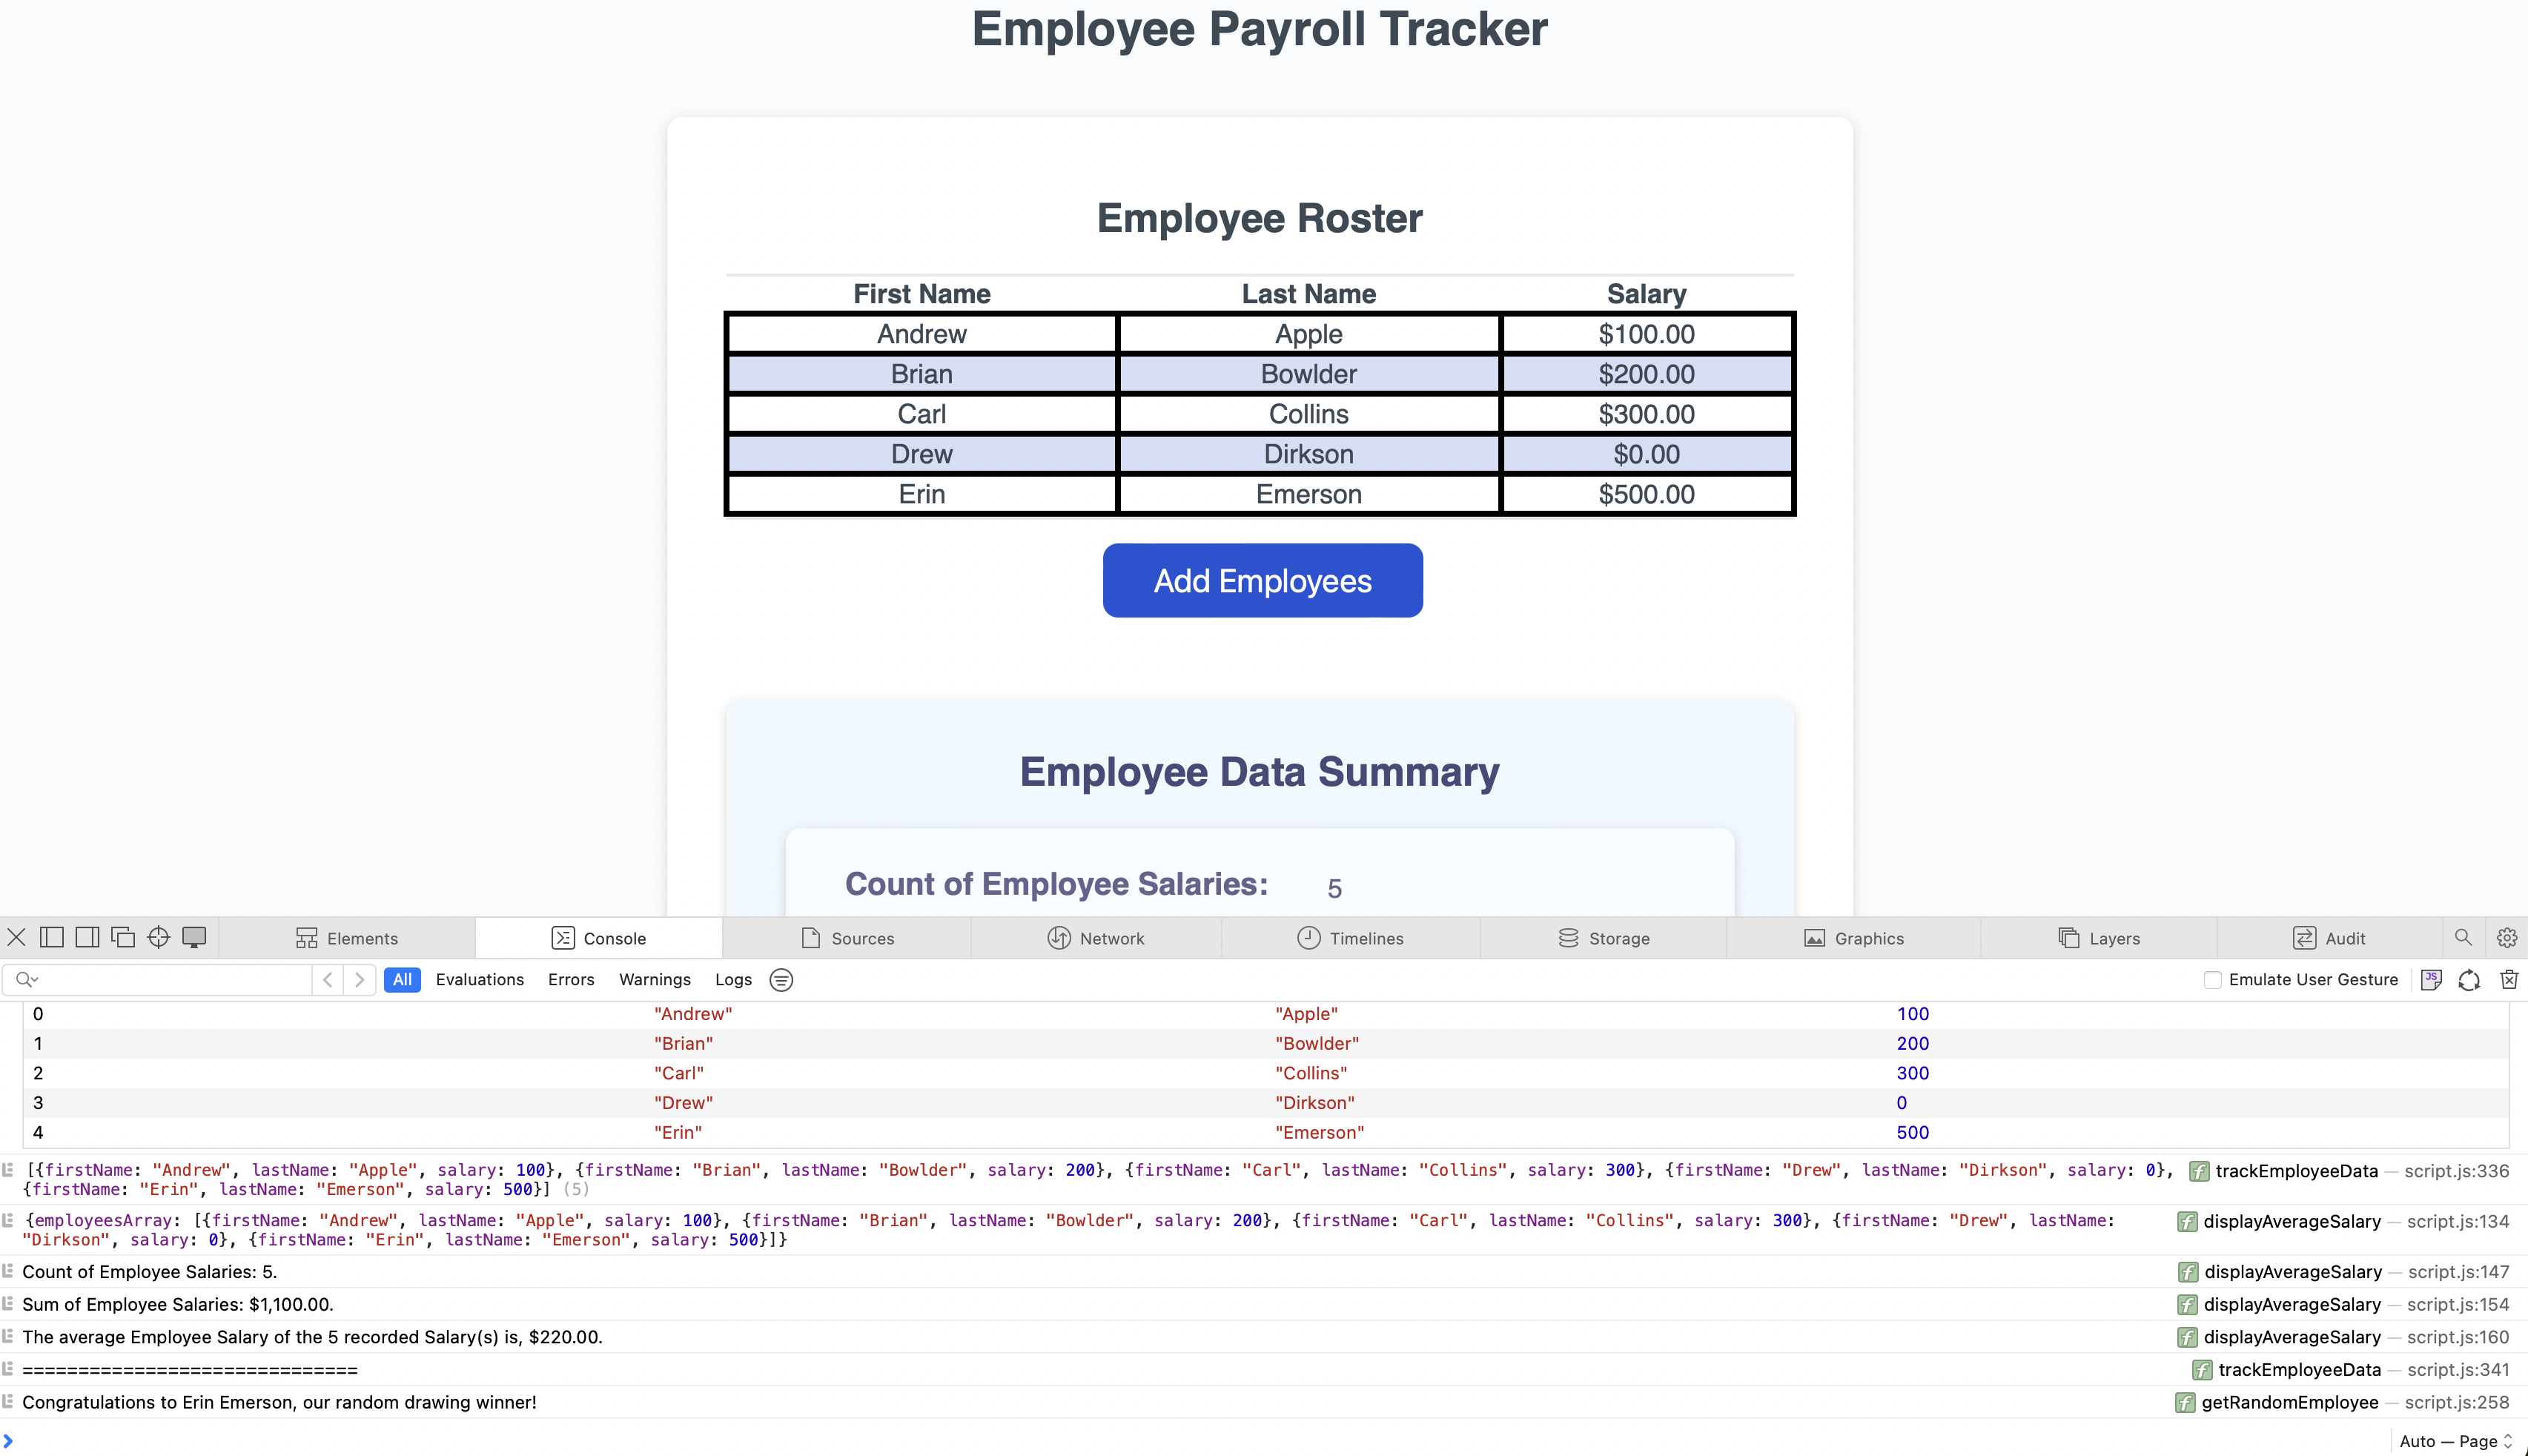 Employee Payroll Tracker
Employee Roster
First Name Last Name Salary
Andrew Apple $100.00
Brian Bowlder $200.00
Carl Collins $300.00
Drew Dirkson $0.00
Erin Emerson $500.00
Add Employees
Employee Data Summary
Count of Employee Salaries: 5
Elements Console Sources Network Timelines Storage Graphics Layers Audit
All Evaluations Errors Warnings Logs Emulate User Gesture JS
0 "Andrew" "Apple" 100
1 "Brian" "Bowlder" 200
2 "Carl" "Collins" 300
3 "Drew" "Dirkson" 0
4 "Erin" "Emerson" 500
[{firstName: "Andrew", lastName: "Apple", salary: 100}, {firstName: "Brian", lastName: "Bowlder", salary: 200}, {firstName: "Carl", lastName: "Collins", salary: 300}, {firstName: "Drew", lastName: "Dirkson", salary: 0}, f trackEmployeeData — script.js:336
{firstName: "Erin", lastName: "Emerson", salary: 500}] (5)
{employeesArray: [{firstName: "Andrew", lastName: "Apple", salary: 100}, {firstName: "Brian", lastName: "Bowlder", salary: 200}, {firstName: "Carl", lastName: "Collins", salary: 300}, {firstName: "Drew", lastName: f displayAverageSalary — script.js:134
"Dirkson", salary: 0}, {firstName: "Erin", lastName: "Emerson", salary: 500}]}
Count of Employee Salaries: 5. f displayAverageSalary — script.js:147
Sum of Employee Salaries: $1,100.00. f displayAverageSalary — script.js:154
The average Employee Salary of the 5 recorded Salary(s) is, $220.00. f displayAverageSalary — script.js:160
============================== f trackEmployeeData — script.js:341
Congratulations to Erin Emerson, our random drawing winner! f getRandomEmployee — script.js:258
Auto — Page